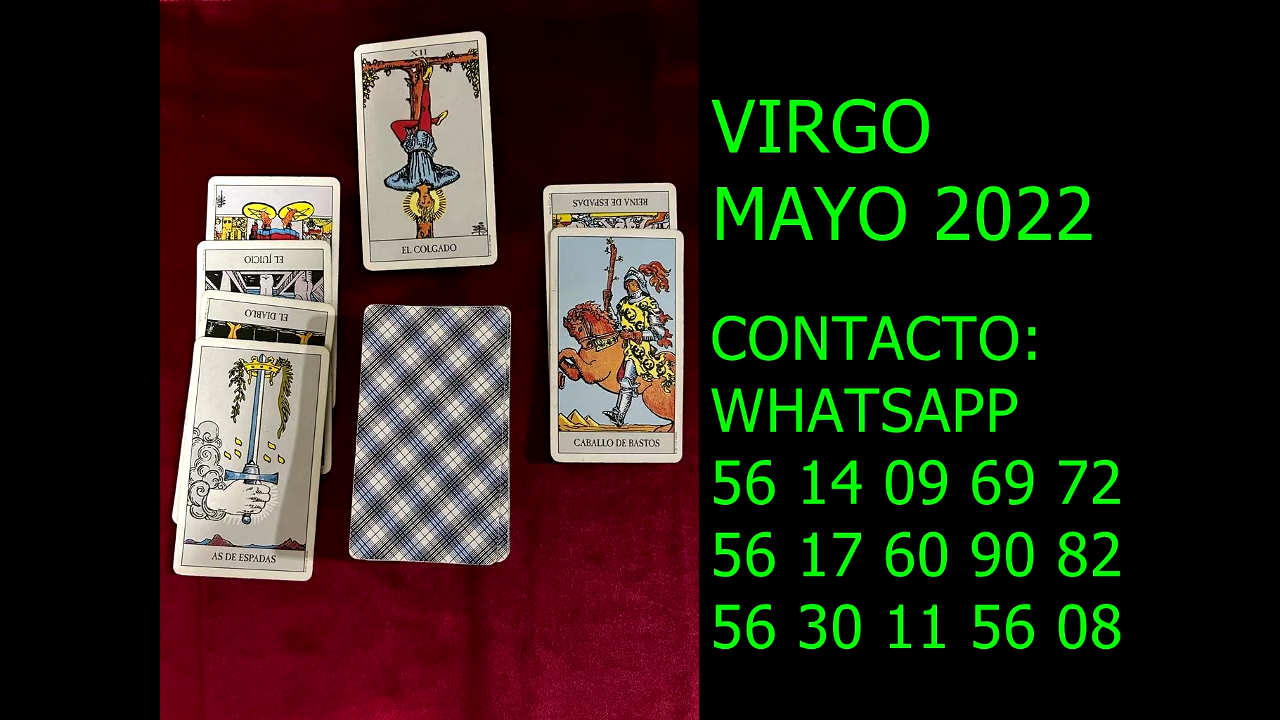 XII
EL COLGADO
REINA DE ESPADAS
EL JUICIO
EL DIABLO
AS DE ESPADAS
CABALLO DE BASTOS
VIRGO
MAYO 2022
CONTACTO:
WHATSAPP
56 14 09 69 72
56 17 60 90 82
56 30 11 56 08